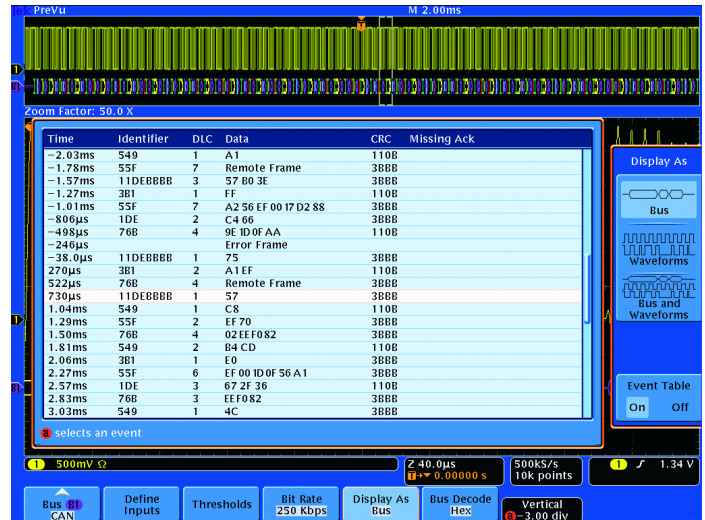 Tek PreVu M 2.00ms
T
1
B1
Zoom Factor: 50.0 X
Time Identifier DLC Data CRC Missing Ack
−2.03ms 549 1 A1 110B
−1.78ms 55F 7 Remote Frame 3BBB
−1.57ms 11DEBBBB 3 57 B0 3E 3BBB
−1.27ms 3B1 1 FF 110B
−1.01ms 55F 7 A2 56 EF 00 17 D2 88 3BBB
−806µs 1DE 2 C4 66 3BBB
−498µs 76B 4 9E 1D 0F AA 110B
−246µs Error Frame
−38.0µs 11DEBBBB 1 75 3BBB
270µs 3B1 2 A1 EF 110B
522µs 76B 4 Remote Frame 3BBB
730µs 11DEBBBB 1 57 3BBB
1.04ms 549 1 C8 110B
1.29ms 55F 2 EF 70 3BBB
1.50ms 76B 4 02 EE F0 82 3BBB
1.81ms 549 2 B4 CD 110B
2.06ms 3B1 1 E0 3BBB
2.27ms 55F 6 EF 00 1D 0F 56 A1 3BBB
2.57ms 1DE 3 67 2F 36 110B
2.83ms 76B 3 EE F0 82 3BBB
3.03ms 549 1 4C 3BBB
a selects an event
Display As
Bus
Waveforms
Bus and
Waveforms
Event Table
On Off
1
B1
1 500mV Ω
Z 40.0µs
T→▼ 0.00000 s
500kS/s
10k points
1 ∫ 1.34 V
Bus B1
CAN
Define
Inputs
Thresholds
Bit Rate
250 Kbps
Display As
Bus
Bus Decode
Hex
Vertical
a −3.00 div